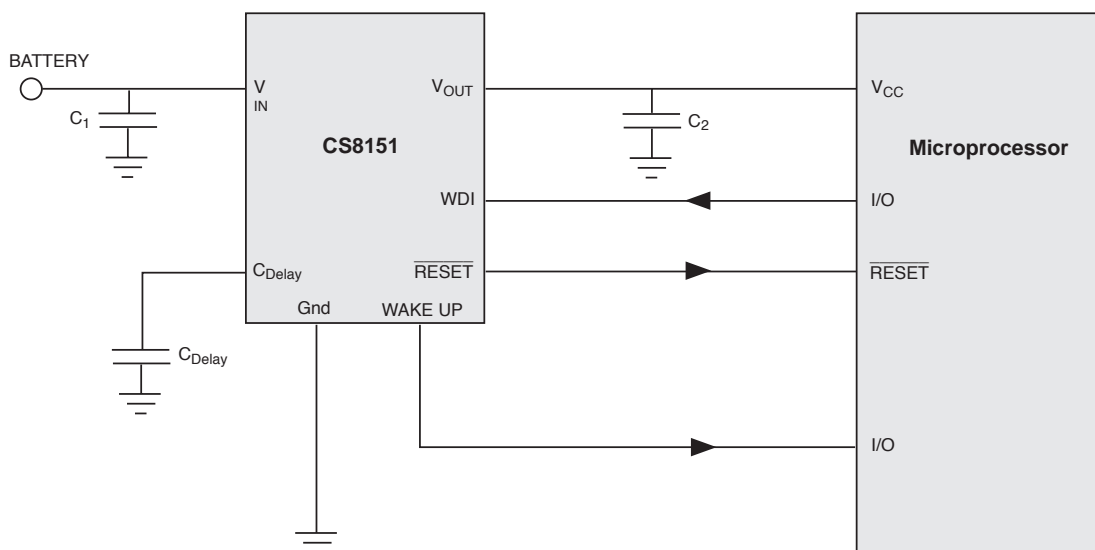 BATTERY
V
IN
C1
CS8151
VOUT
C2
VCC
Microprocessor
WDI
I/O
CDelay
RESET
RESET
Gnd
WAKE UP
CDelay
I/O